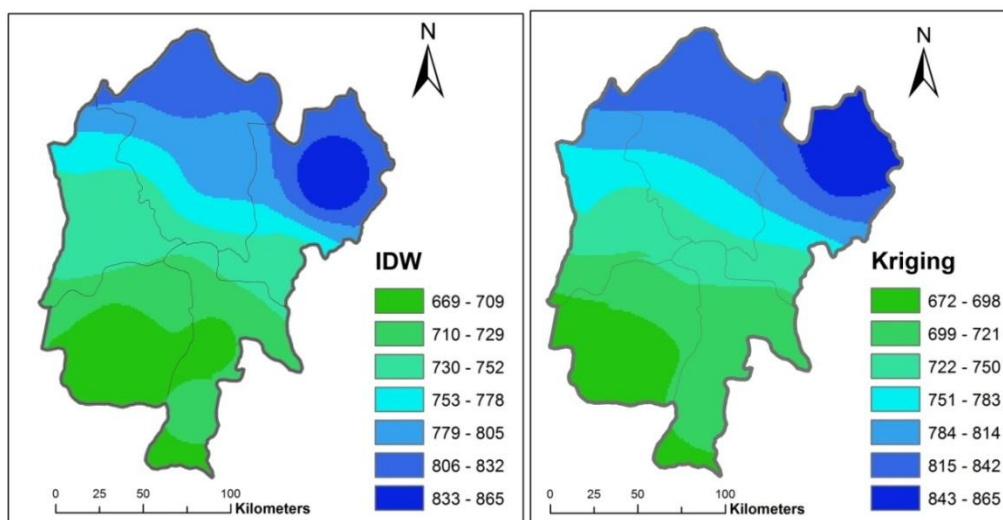 N
IDW
669 - 709
710 - 729
730 - 752
753 - 778
779 - 805
806 - 832
833 - 865
0 25 50 100
Kilometers
N
Kriging
672 - 698
699 - 721
722 - 750
751 - 783
784 - 814
815 - 842
843 - 865
0 25 50 100
Kilometers